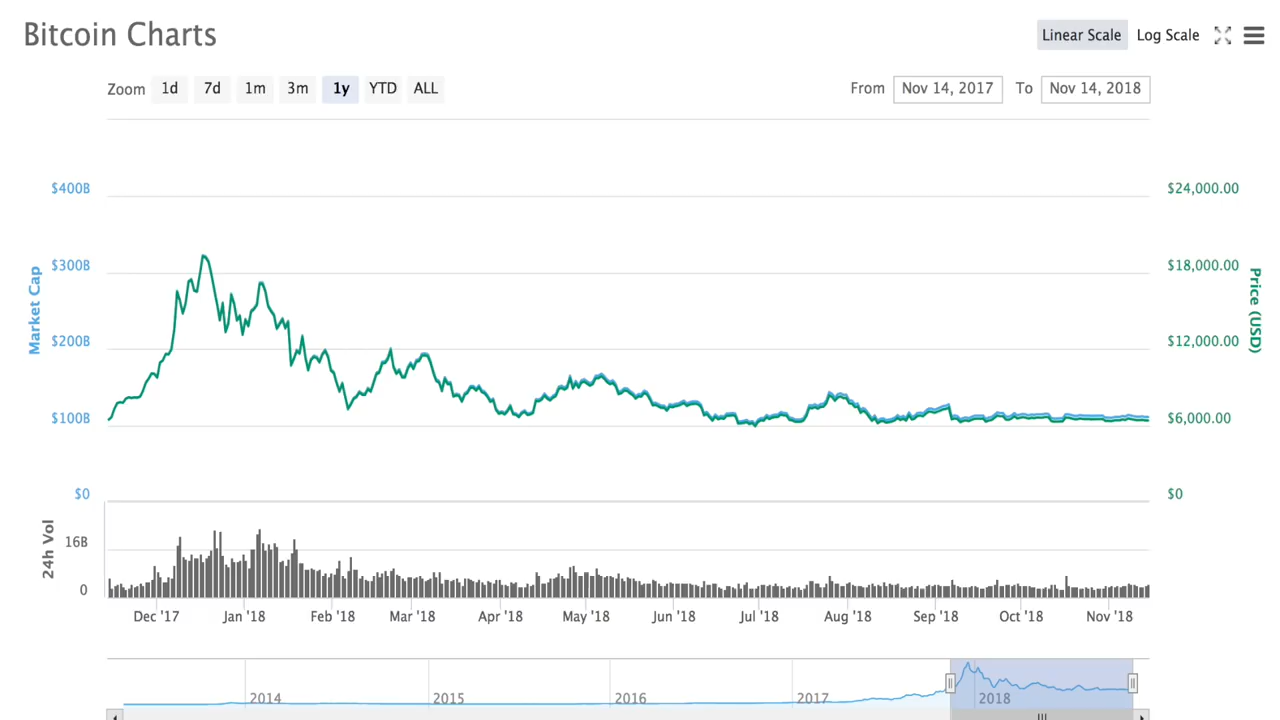 Bitcoin Charts
Linear Scale Log Scale
Zoom 1d 7d 1m 3m 1y YTD ALL From Nov 14, 2017 To Nov 14, 2018
$400B $24,000.00
$300B $18,000.00
$200B $12,000.00
$100B $6,000.00
$0 $0
Market Cap
Price (USD)
24h Vol
16B
0
Dec '17 Jan '18 Feb '18 Mar '18 Apr '18 May '18 Jun '18 Jul '18 Aug '18 Sep '18 Oct '18 Nov '18
2014 2015 2016 2017 2018